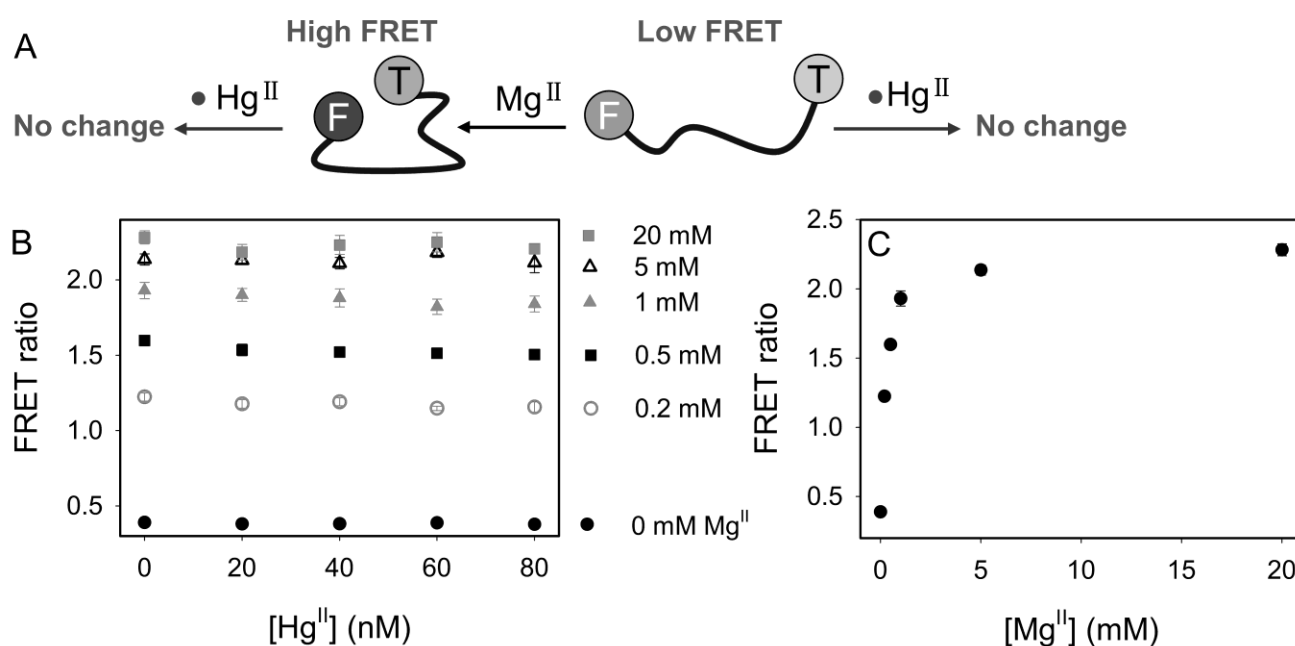 A
High FRET
Low FRET
Hg^II
T
Mg^II
T
Hg^II
No change
F
F
No change
B
FRET ratio
2.0
1.5
1.0
0.5
0 20 40 60 80
[Hg^II] (nM)
20 mM
5 mM
1 mM
0.5 mM
0.2 mM
0 mM Mg^II
C
FRET ratio
2.5
2.0
1.5
1.0
0.5
0 5 10 15 20
[Mg^II] (mM)